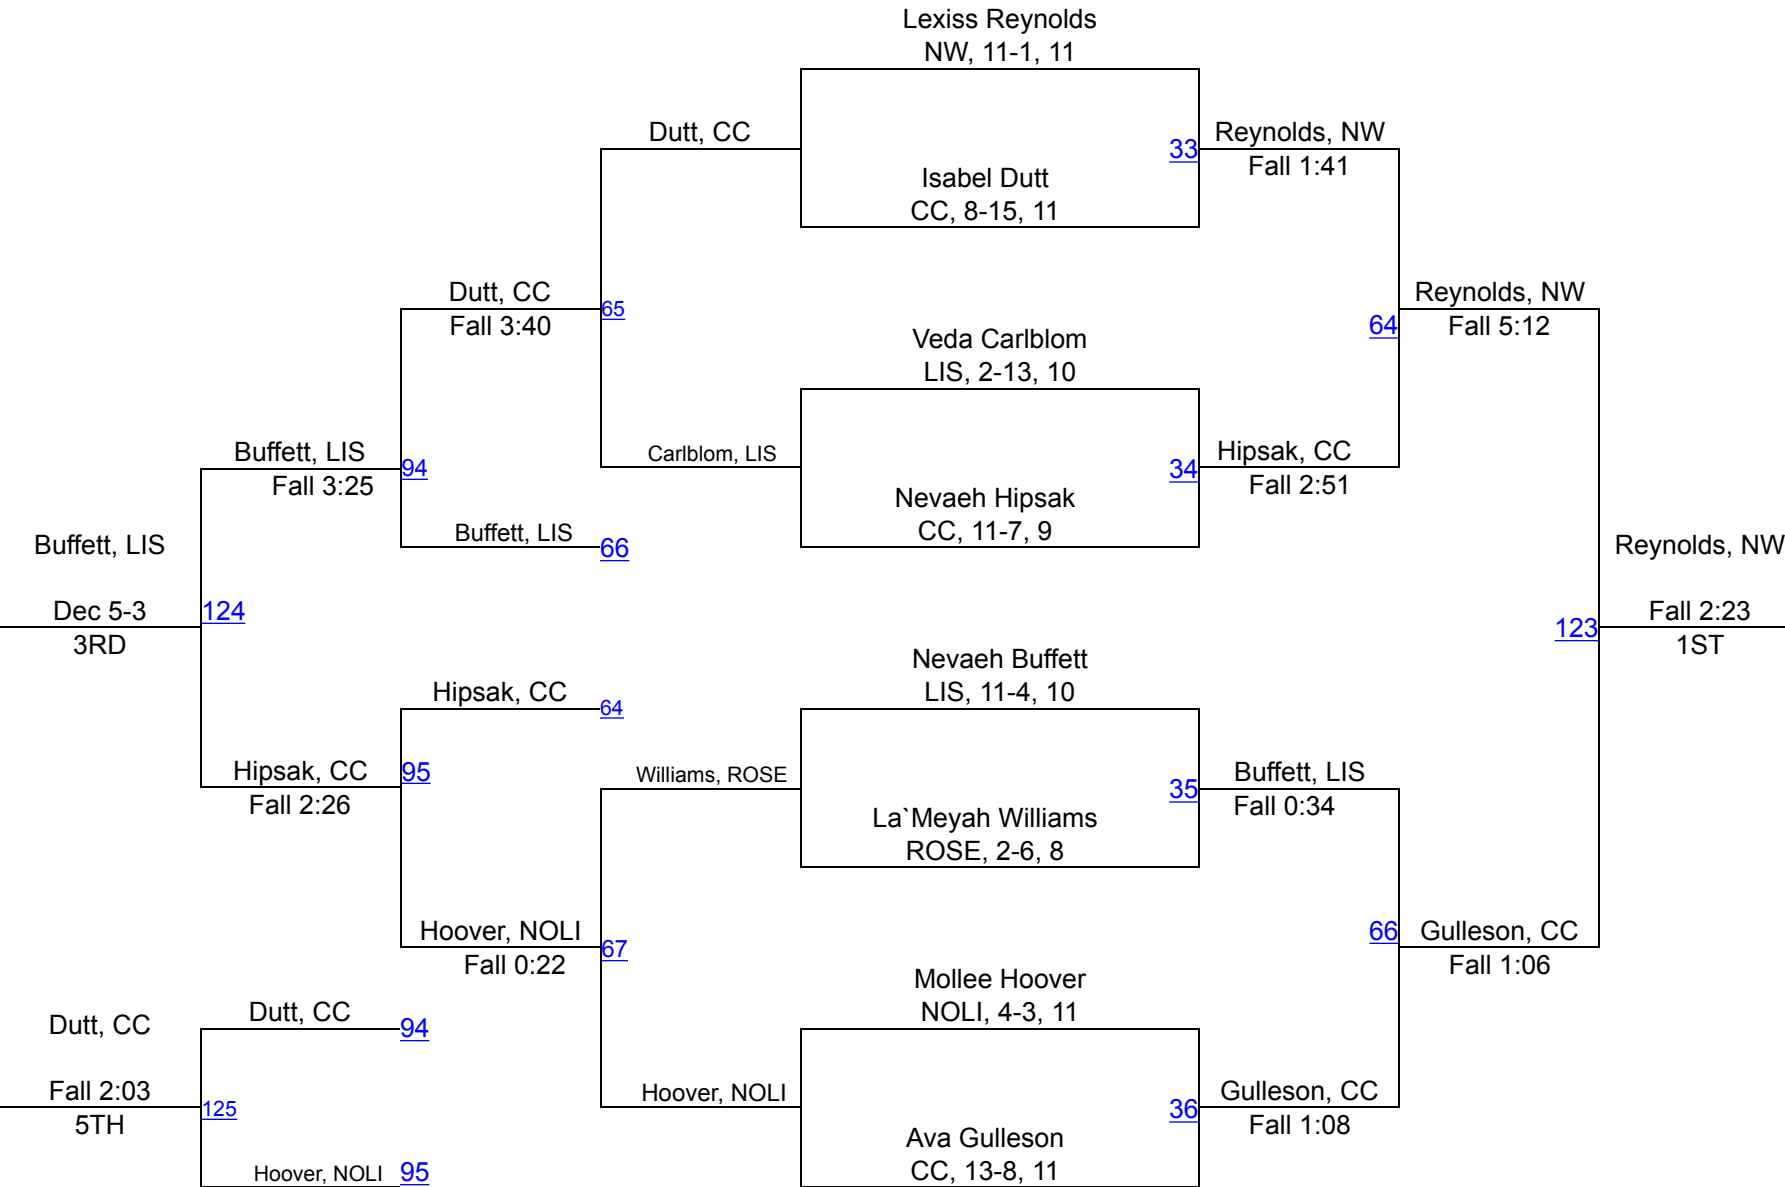 Lexiss Reynolds
NW, 11-1, 11
Dutt, CC
33
Reynolds, NW
Fall 1:41
Isabel Dutt
CC, 8-15, 11
Dutt, CC
Fall 3:40
65
Reynolds, NW
Fall 5:12
64
Veda Carlblom
LIS, 2-13, 10
Buffett, LIS
Fall 3:25
94
Carlblom, LIS
34
Hipsak, CC
Fall 2:51
Nevaeh Hipsak
CC, 11-7, 9
Buffett, LIS
66
Buffett, LIS
Dec 5-3
3RD
124
Reynolds, NW
Fall 2:23
1ST
123
Nevaeh Buffett
LIS, 11-4, 10
Hipsak, CC
64
Hipsak, CC
Fall 2:26
95
Williams, ROSE
35
Buffett, LIS
Fall 0:34
La`Meyah Williams
ROSE, 2-6, 8
Hoover, NOLI
Fall 0:22
67
66
Gulleson, CC
Fall 1:06
Mollee Hoover
NOLI, 4-3, 11
Dutt, CC
Dutt, CC
94
Fall 2:03
5TH
125
Hoover, NOLI
36
Gulleson, CC
Fall 1:08
Ava Gulleson
CC, 13-8, 11
Hoover, NOLI
95